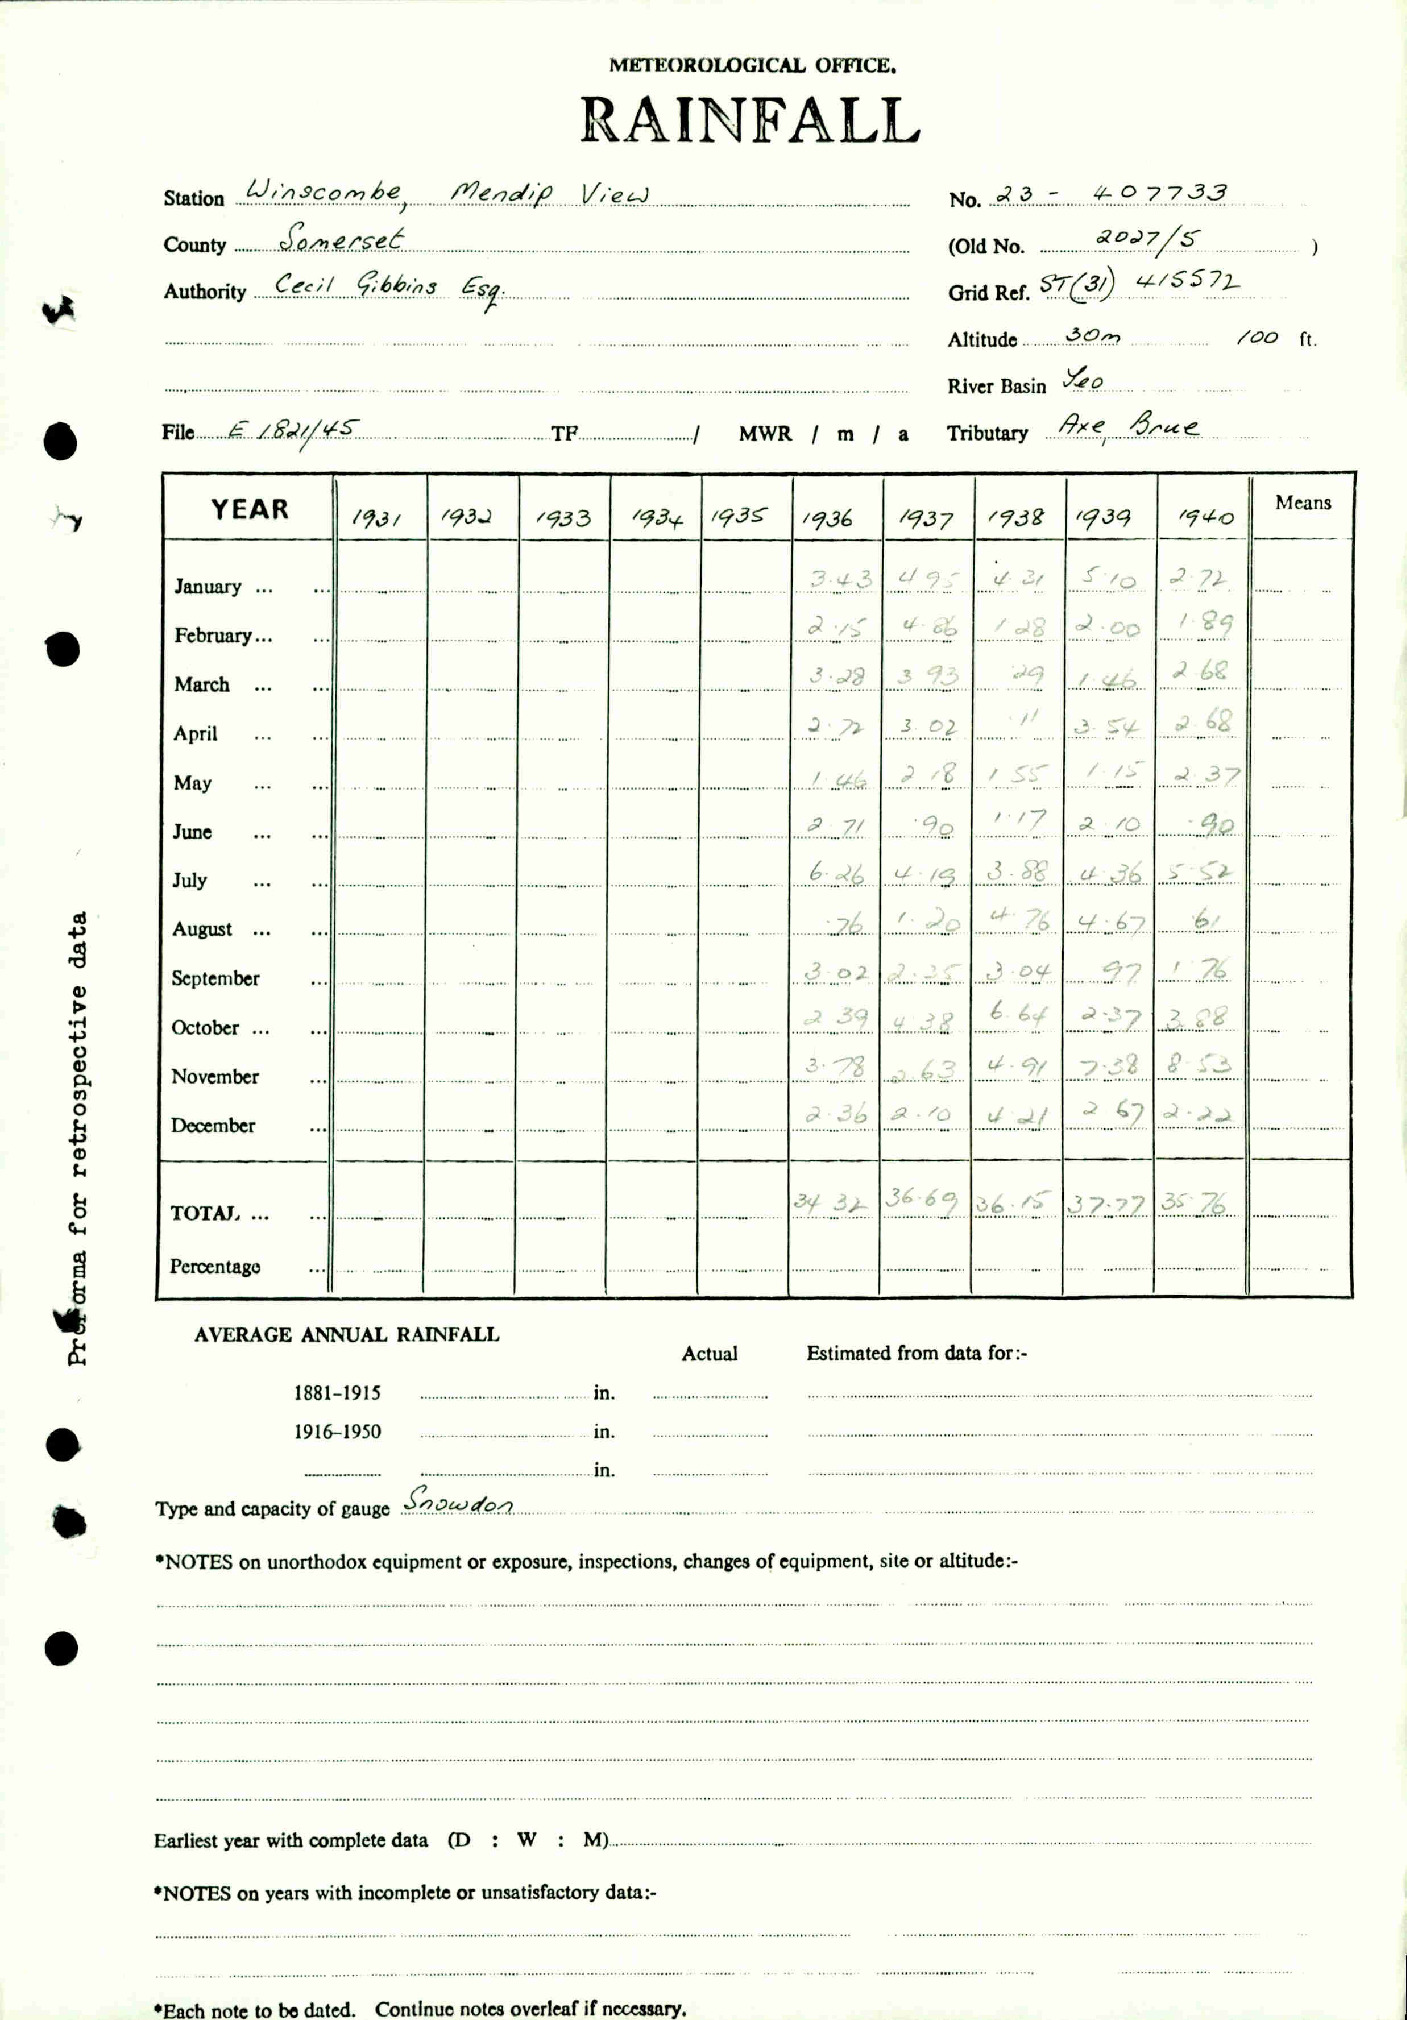 METEOROLOGICAL OFFICE.
RAINFALL
Station Winscombe, Mendip View No. 23 - 407733
County Somerset (Old No. 2027/5 )
Authority Cecil Gibbins Esq. Grid Ref. ST(31) 415572
Altitude 30m 100 ft.
River Basin Yeo
File E 1821/45 TF / MWR / m / a Tributary Axe, Brue
YEAR 1931 1932 1933 1934 1935 1936 1937 1938 1939 1940 Means
January ... ... 3.43 4.95 4.31 5.10 2.72
February... ... 2.15 4.86 1.28 2.00 1.89
March ... ... 3.28 3.93 .29 1.46 2.68
April ... ... 2.72 3.02 .11 3.54 2.68
May ... ... 1.46 2.18 1.55 1.15 2.37
June ... ... 2.71 .90 1.17 2.10 .90
July ... ... 6.26 4.19 3.88 4.36 5.52
August ... ... .76 1.20 4.76 4.67 .61
September ... 3.02 2.35 3.04 .97 1.76
October ... ... 2.39 4.38 6.64 2.37 3.88
November ... 3.78 2.63 4.91 7.38 8.53
December ... 2.36 2.10 4.21 2.67 2.22
TOTAL ... ... 34.32 36.69 36.15 37.77 35.76
Percentage ...
Pro forma for retrospective data
AVERAGE ANNUAL RAINFALL
Actual Estimated from data for:-
1881-1915 in.
1916-1950 in.
in.
Type and capacity of gauge Snowdon
*NOTES on unorthodox equipment or exposure, inspections, changes of equipment, site or altitude:-
Earliest year with complete data (D : W : M)
*NOTES on years with incomplete or unsatisfactory data:-
*Each note to be dated. Continue notes overleaf if necessary.